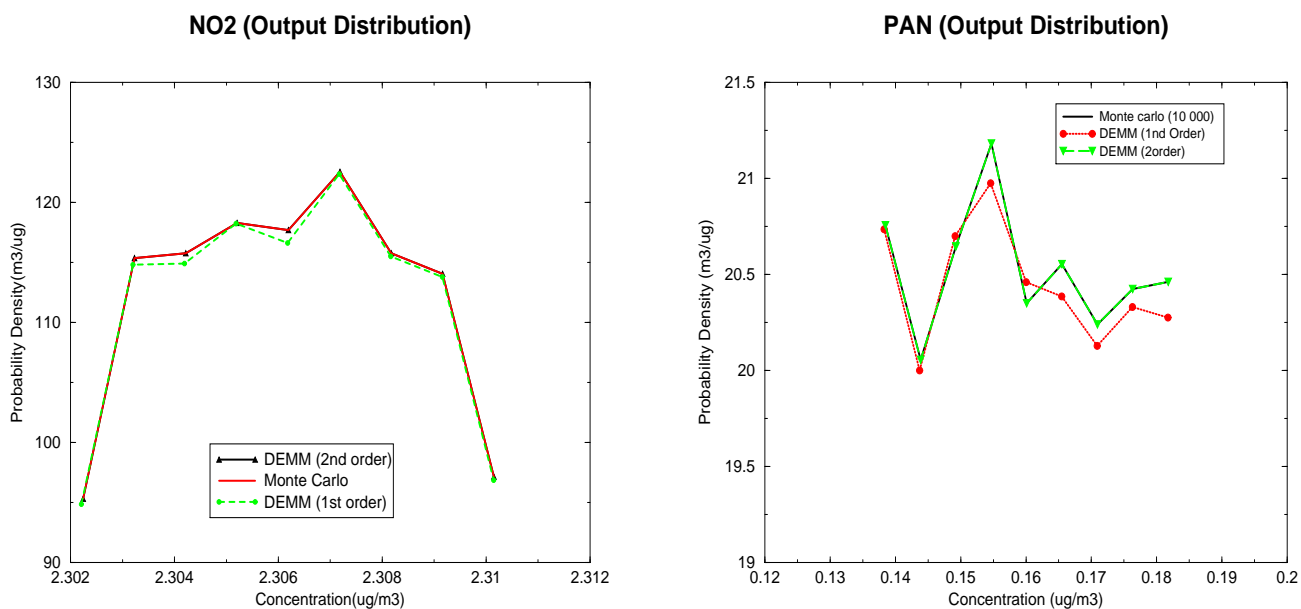 NO2 (Output Distribution)
130
120
110
100
90
Probability Density(m3/ug)
DEMM (2nd order)
Monte Carlo
DEMM (1st order)
2.302
2.304
2.306
2.308
2.31
2.312
Concentration(ug/m3)
PAN (Output Distribution)
21.5
21
20.5
20
19.5
19
Probability Density (m3/ug)
Monte carlo (10 000)
DEMM (1nd Order)
DEMM (2order)
0.12
0.13
0.14
0.15
0.16
0.17
0.18
0.19
0.2
Concentration (ug/m3)